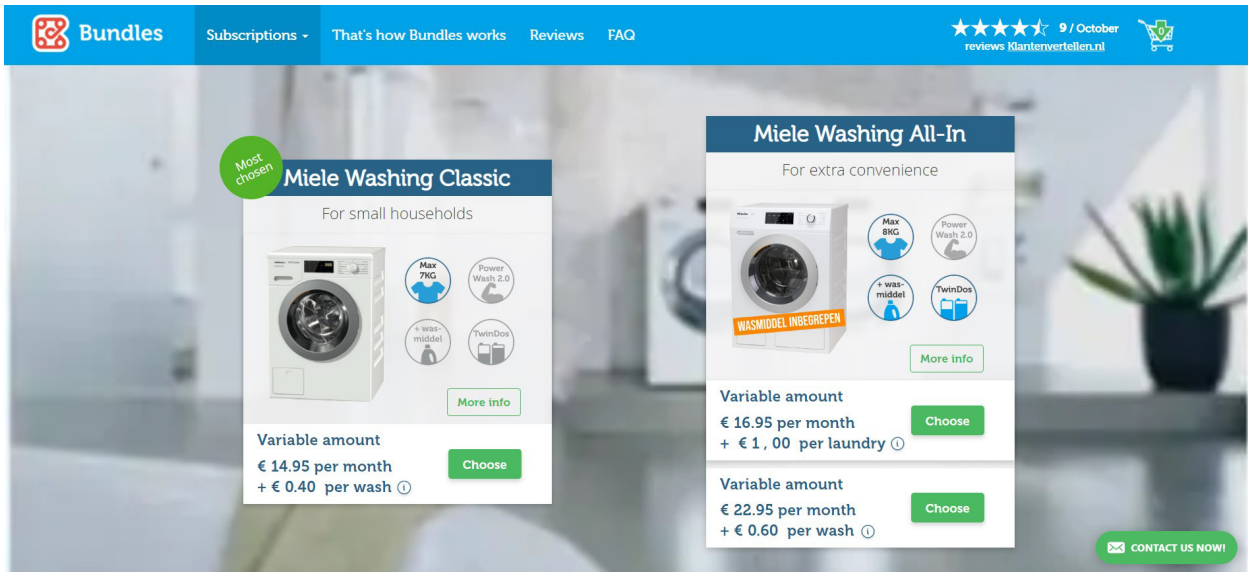 Bundles
Subscriptions
That's how Bundles works
Reviews
FAQ
9 / October
reviews Klantenvertellen.nl
0
Most
chosen
Miele Washing Classic
For small households
Max
7KG
Power
Wash 2.0
+ was-
middel
TwinDos
More info
Variable amount
€ 14.95 per month
+ € 0.40 per wash
Choose
Miele Washing All-In
For extra convenience
Max
8KG
Power
Wash 2.0
+ was-
middel
TwinDos
WASMIDDEL INBEGREPEN
More info
Variable amount
€ 16.95 per month
+ € 1 , 00 per laundry
Choose
Variable amount
€ 22.95 per month
+ € 0.60 per wash
Choose
CONTACT US NOW!